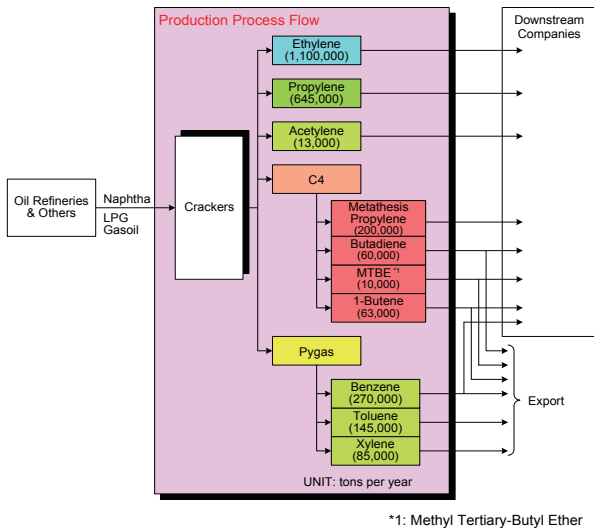 Production Process Flow
Downstream
Companies
Ethylene
(1,100,000)
Propylene
(645,000)
Acetylene
(13,000)
C4
Oil Refineries
& Others
Naphtha
LPG
Gasoil
Crackers
Metathesis
Propylene
(200,000)
Butadiene
(60,000)
MTBE *1
(10,000)
1-Butene
(63,000)
Pygas
Benzene
(270,000)
Toluene
(145,000)
Xylene
(85,000)
Export
UNIT: tons per year
*1: Methyl Tertiary-Butyl Ether